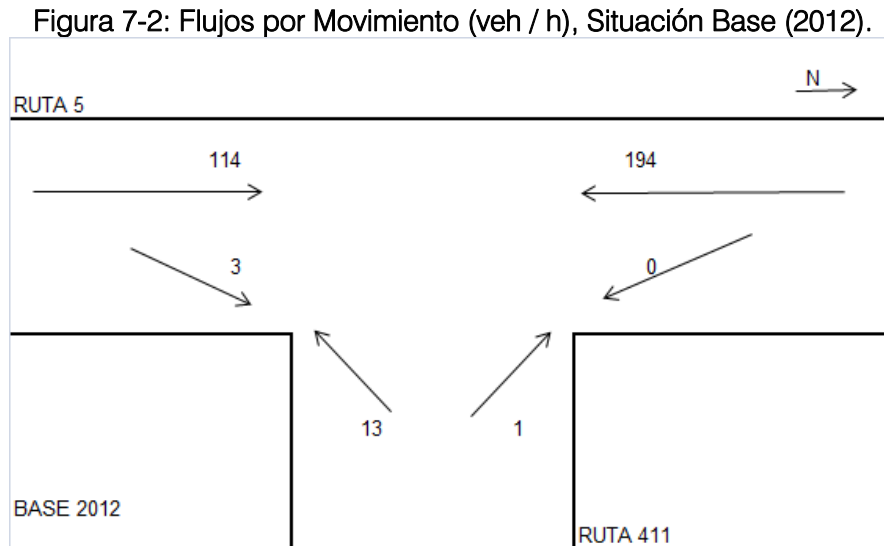 Figura 7-2: Flujos por Movimiento (veh / h), Situación Base (2012).
N
RUTA 5
114
194
3
0
13
1
BASE 2012
RUTA 411